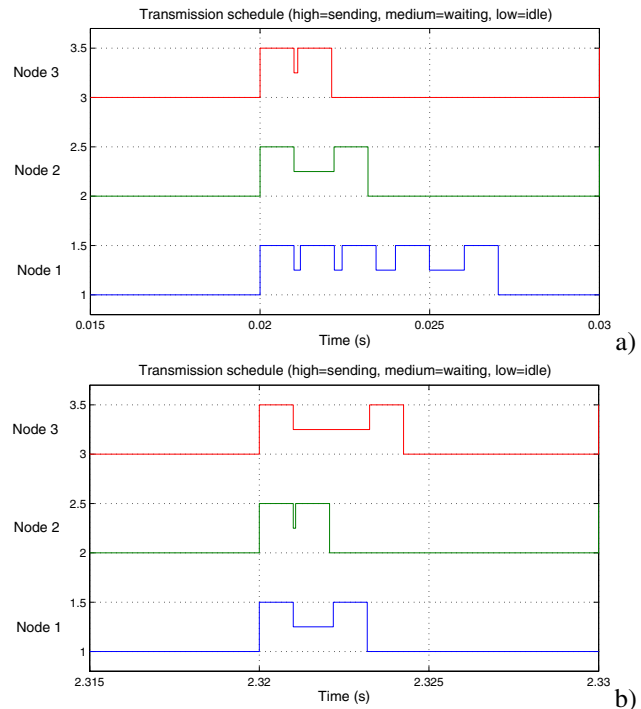 Transmission schedule (high=sending, medium=waiting, low=idle)
3.5
Node 3
3
2.5
Node 2
2
1.5
Node 1
1
0.015 0.02 0.025 0.03
Time (s)
a)
Transmission schedule (high=sending, medium=waiting, low=idle)
3.5
Node 3
3
2.5
Node 2
2
1.5
Node 1
1
2.315 2.32 2.325 2.33
Time (s)
b)